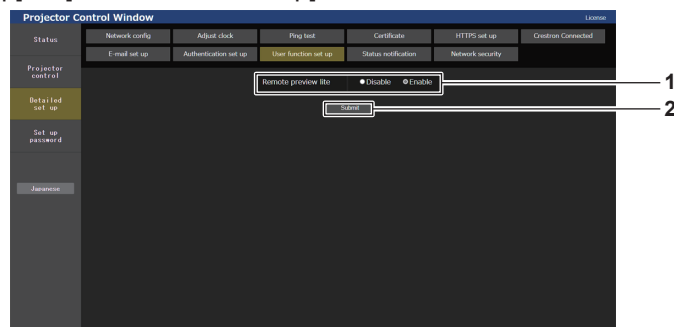 Projector Control Window License
Status Network config Adjust clock Ping test Certificate HTTPS set up Crestron Connected
E-mail set up Authentication set up User function set up Status notification Network security
Projector
control
Remote preview lite Disable Enable 1
Detailed
set up
Submit 2
Set up
password
Japanese